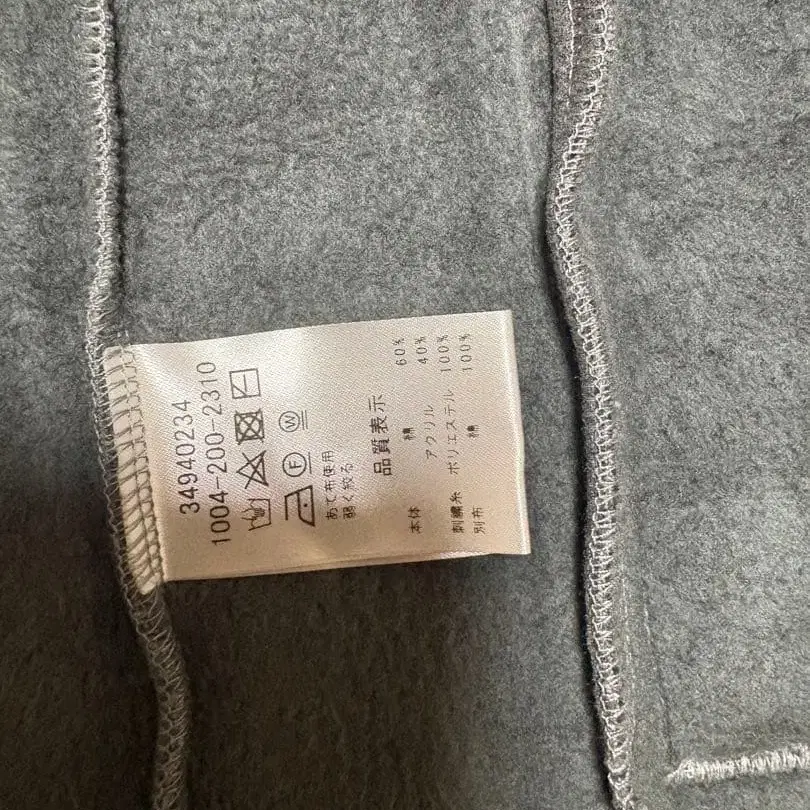 34940234
1004-200-2310
F W
あて布使用
弱く絞る
品質表示
本体 綿 60%
アクリル 40%
刺繍糸 ポリエステル 100%
別布 綿 100%